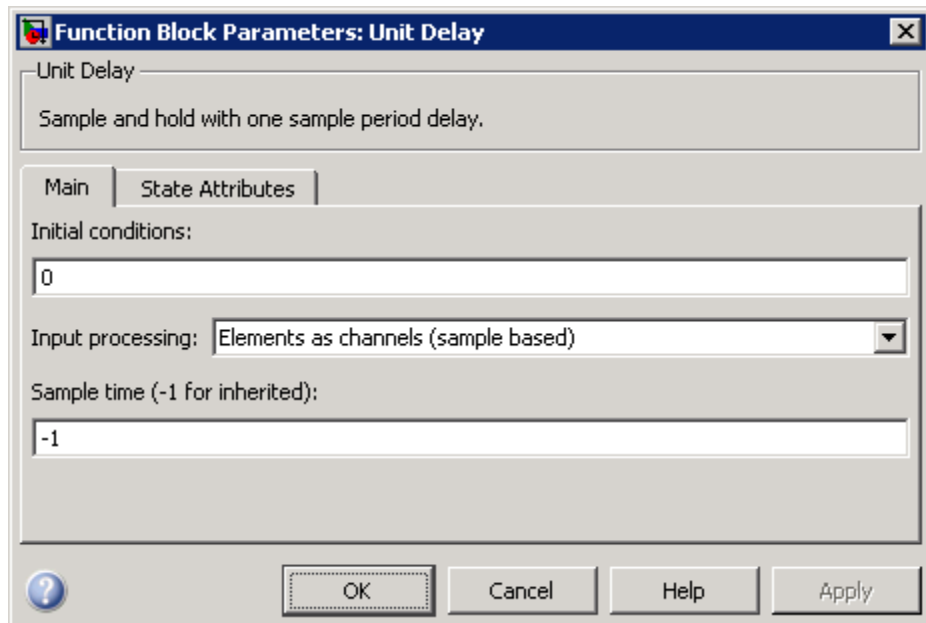 Function Block Parameters: Unit Delay
Unit Delay
Sample and hold with one sample period delay.
Main State Attributes
Initial conditions:
0
Input processing: Elements as channels (sample based)
Sample time (-1 for inherited):
-1
OK Cancel Help Apply